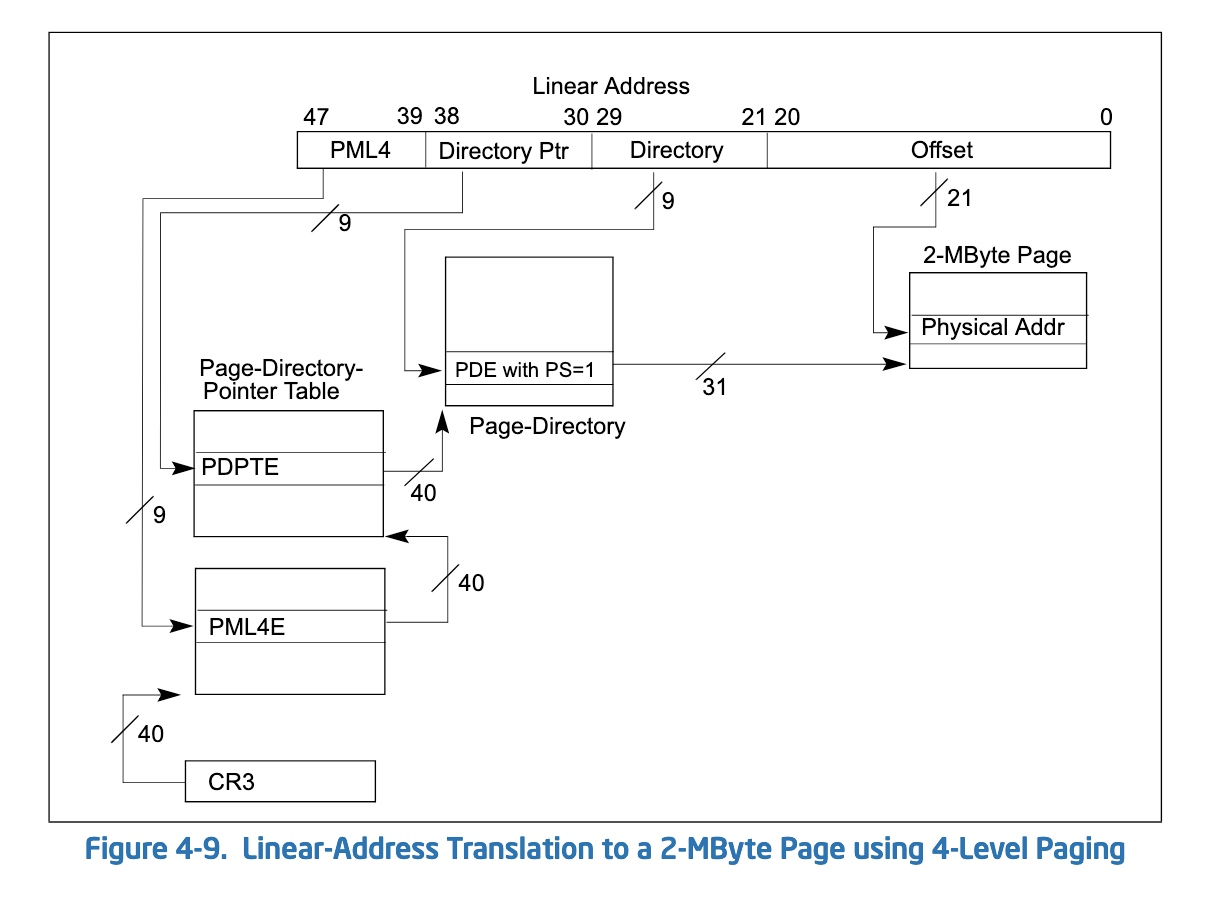 Linear Address
47 39 38 30 29 21 20 0
PML4 Directory Ptr Directory Offset
9
9
21
2-MByte Page
Physical Addr
PDE with PS=1
31
Page-Directory-
Pointer Table
Page-Directory
PDPTE
40
9
40
PML4E
40
CR3
Figure 4-9. Linear-Address Translation to a 2-MByte Page using 4-Level Paging